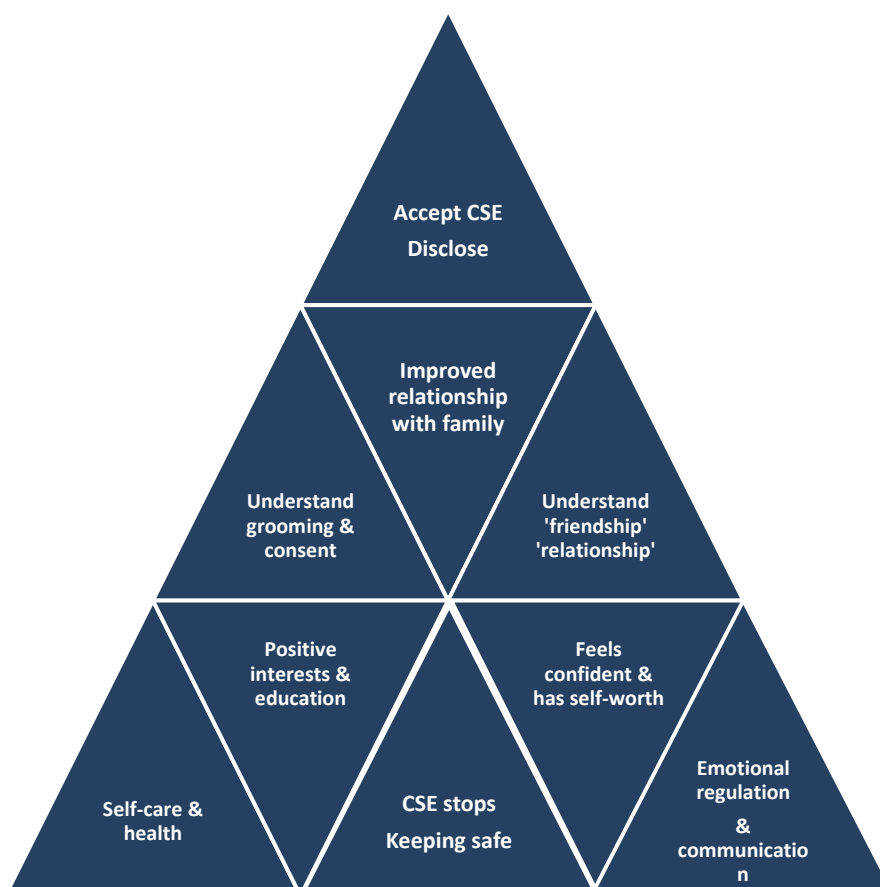 Accept CSE
Disclose
Improved
relationship
with family
Understand
grooming &
consent
Understand
'friendship'
'relationship'
Positive
interests &
education
Feels
confident &
has self-worth
Self-care &
health
CSE stops
Keeping safe
Emotional
regulation
&
communicatio
n